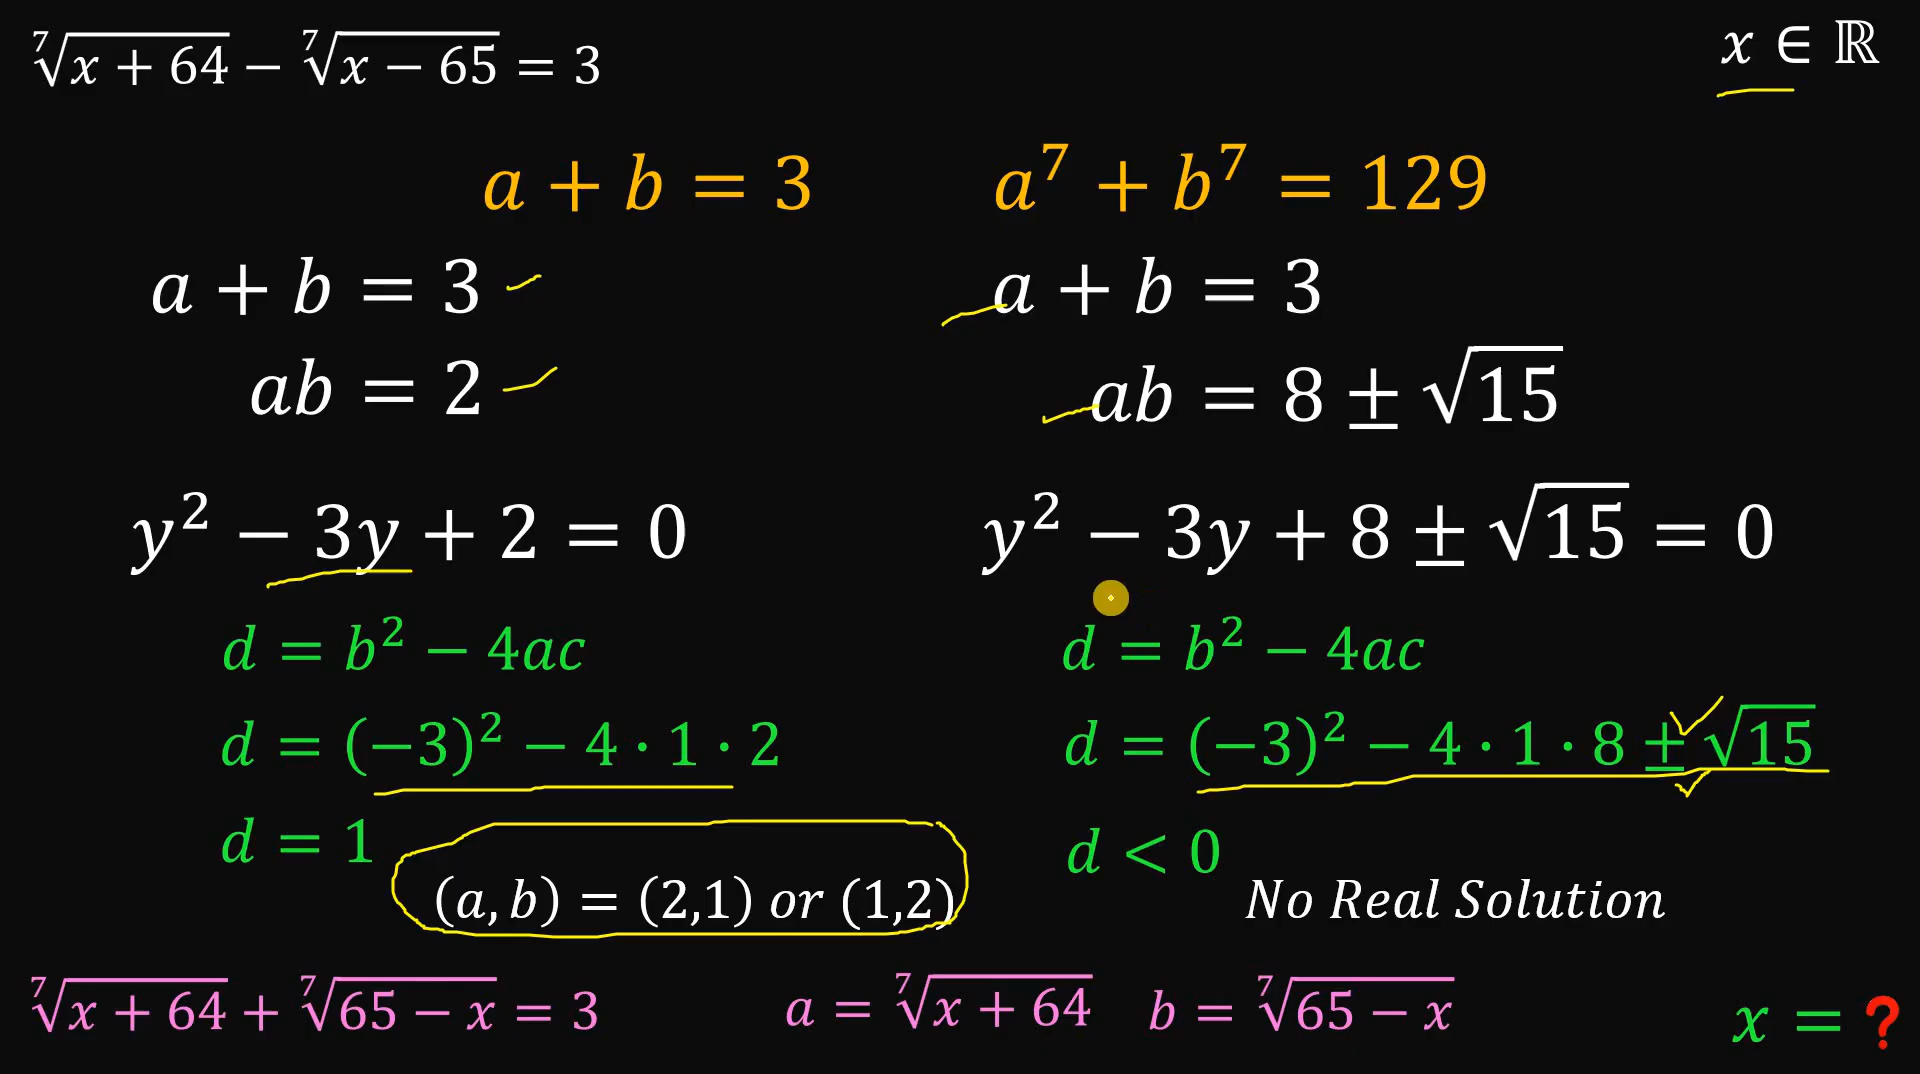 ⁷√(x + 64) − ⁷√(x − 65) = 3
x ∈ ℝ
a + b = 3
a⁷ + b⁷ = 129
a + b = 3
a + b = 3
ab = 2
ab = 8 ± √15
y² − 3y + 2 = 0
y² − 3y + 8 ± √15 = 0
d = b² − 4ac
d = b² − 4ac
d = (−3)² − 4 · 1 · 2
d = (−3)² − 4 · 1 · 8 ± √15
d = 1
d < 0
(a, b) = (2,1) or (1,2)
No Real Solution
⁷√(x + 64) + ⁷√(65 − x) = 3
a = ⁷√(x + 64)
b = ⁷√(65 − x)
x = ?